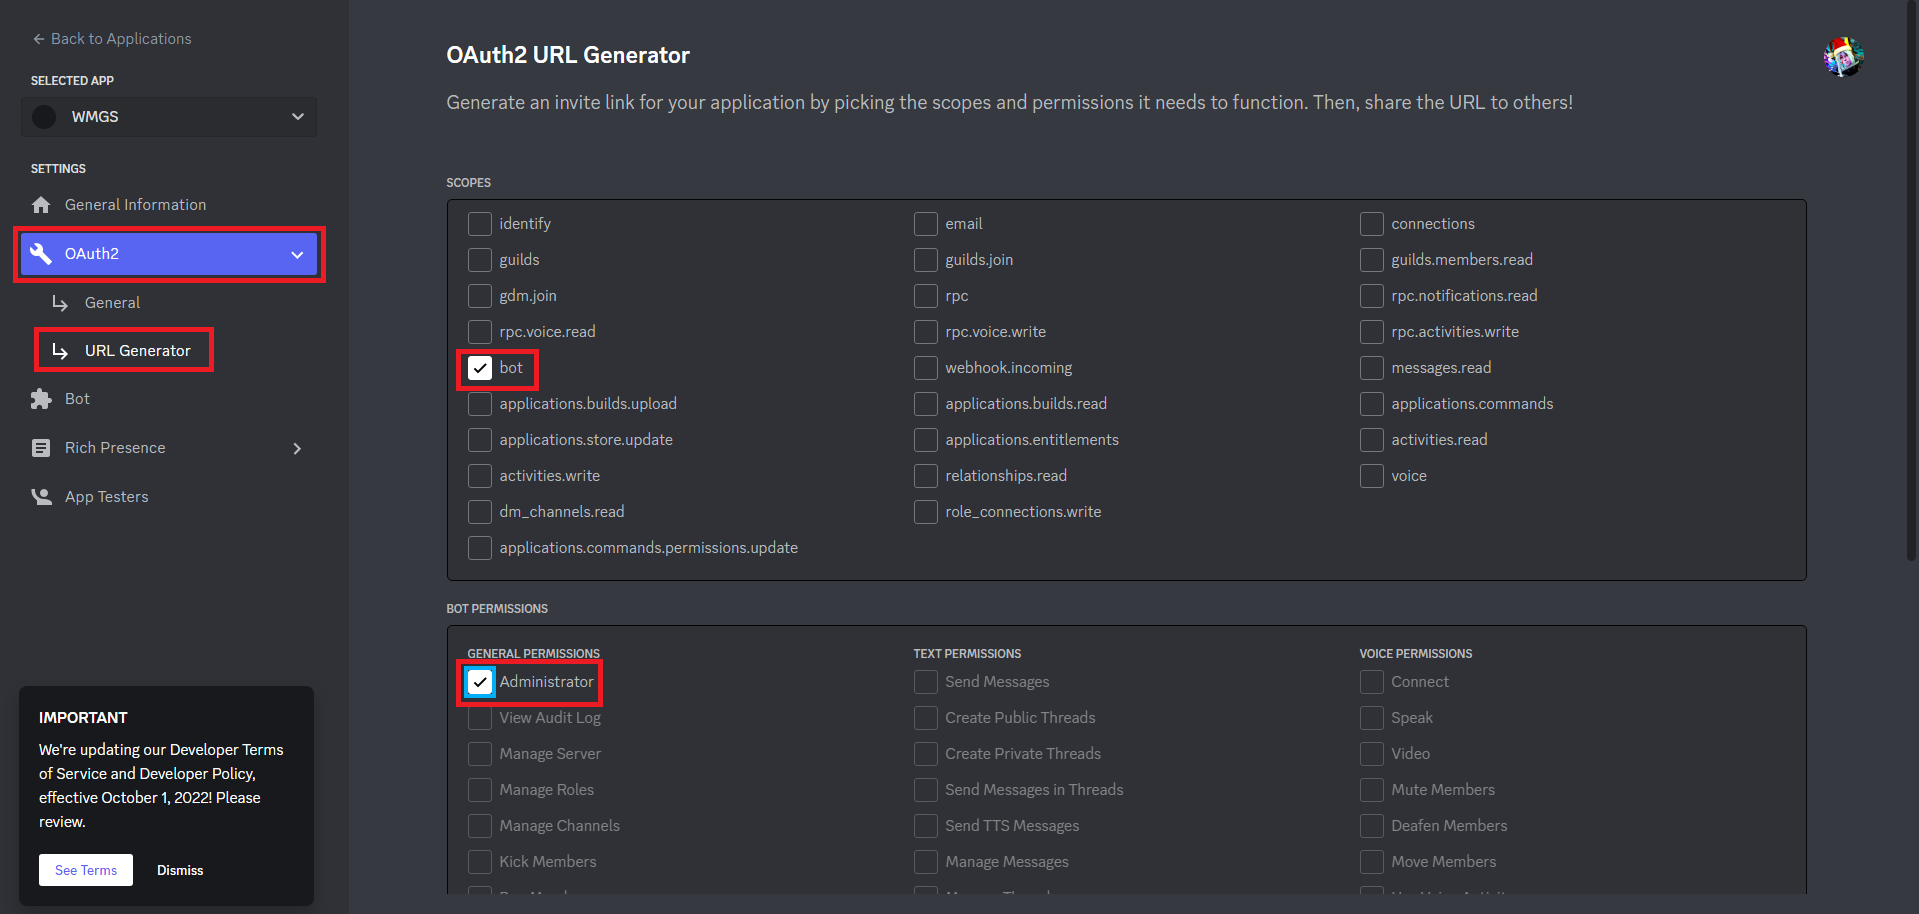 Back to Applications
SELECTED APP
WMGS
SETTINGS
General Information
OAuth2
General
URL Generator
Bot
Rich Presence
App Testers
IMPORTANT
We're updating our Developer Terms
of Service and Developer Policy,
effective October 1, 2022! Please
review.
See Terms Dismiss
OAuth2 URL Generator
Generate an invite link for your application by picking the scopes and permissions it needs to function. Then, share the URL to others!
SCOPES
identify email connections
guilds guilds.join guilds.members.read
gdm.join rpc rpc.notifications.read
rpc.voice.read rpc.voice.write rpc.activities.write
bot webhook.incoming messages.read
applications.builds.upload applications.builds.read applications.commands
applications.store.update applications.entitlements activities.read
activities.write relationships.read voice
dm_channels.read role_connections.write
applications.commands.permissions.update
BOT PERMISSIONS
GENERAL PERMISSIONS TEXT PERMISSIONS VOICE PERMISSIONS
Administrator Send Messages Connect
View Audit Log Create Public Threads Speak
Manage Server Create Private Threads Video
Manage Roles Send Messages in Threads Mute Members
Manage Channels Send TTS Messages Deafen Members
Kick Members Manage Messages Move Members